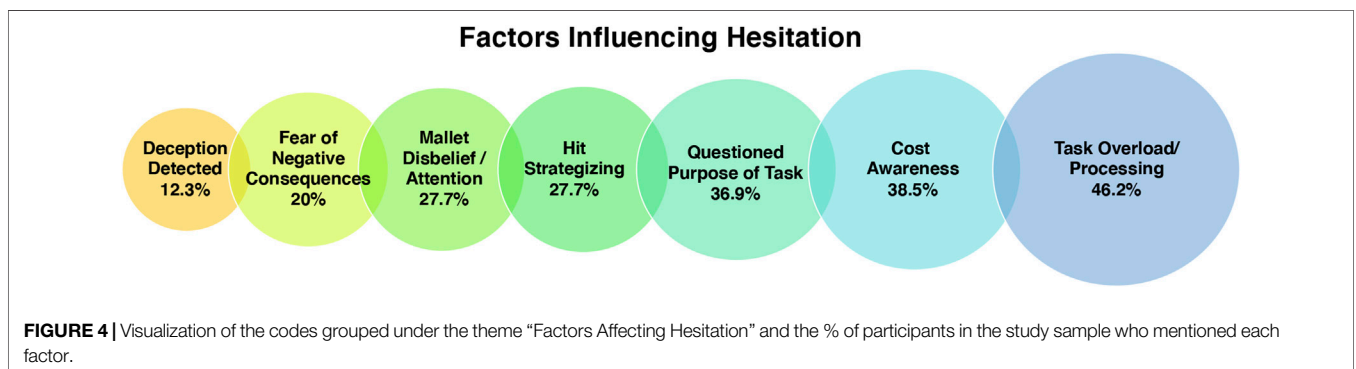 Factors Influencing Hesitation
Deception
Detected
12.3%
Fear of
Negative
Consequences
20%
Mallet
Disbelief /
Attention
27.7%
Hit
Strategizing
27.7%
Questioned
Purpose of Task
36.9%
Cost
Awareness
38.5%
Task Overload/
Processing
46.2%
FIGURE 4 | Visualization of the codes grouped under the theme “Factors Affecting Hesitation” and the % of participants in the study sample who mentioned each
factor.